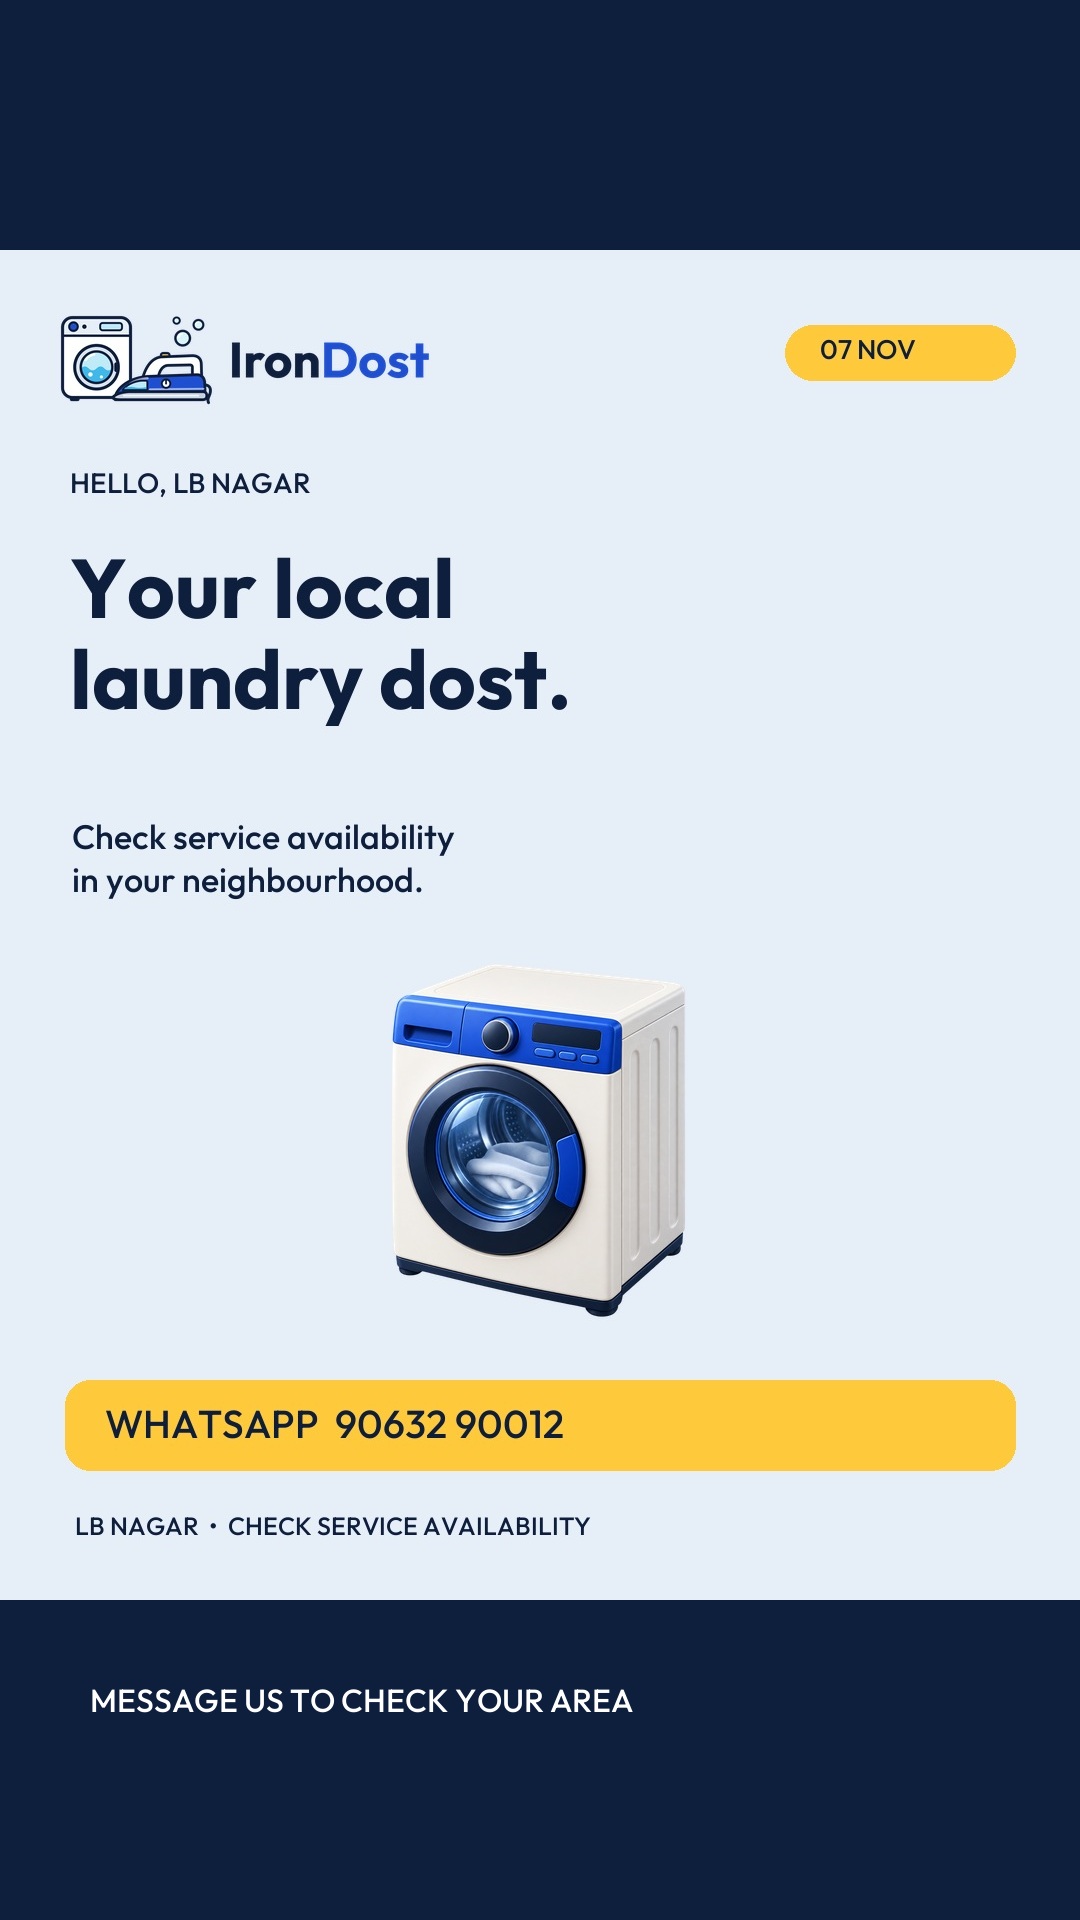 IronDost
07 NOV
HELLO, LB NAGAR
Your local
laundry dost.
Check service availability
in your neighbourhood.
WHATSAPP 90632 90012
LB NAGAR • CHECK SERVICE AVAILABILITY
MESSAGE US TO CHECK YOUR AREA